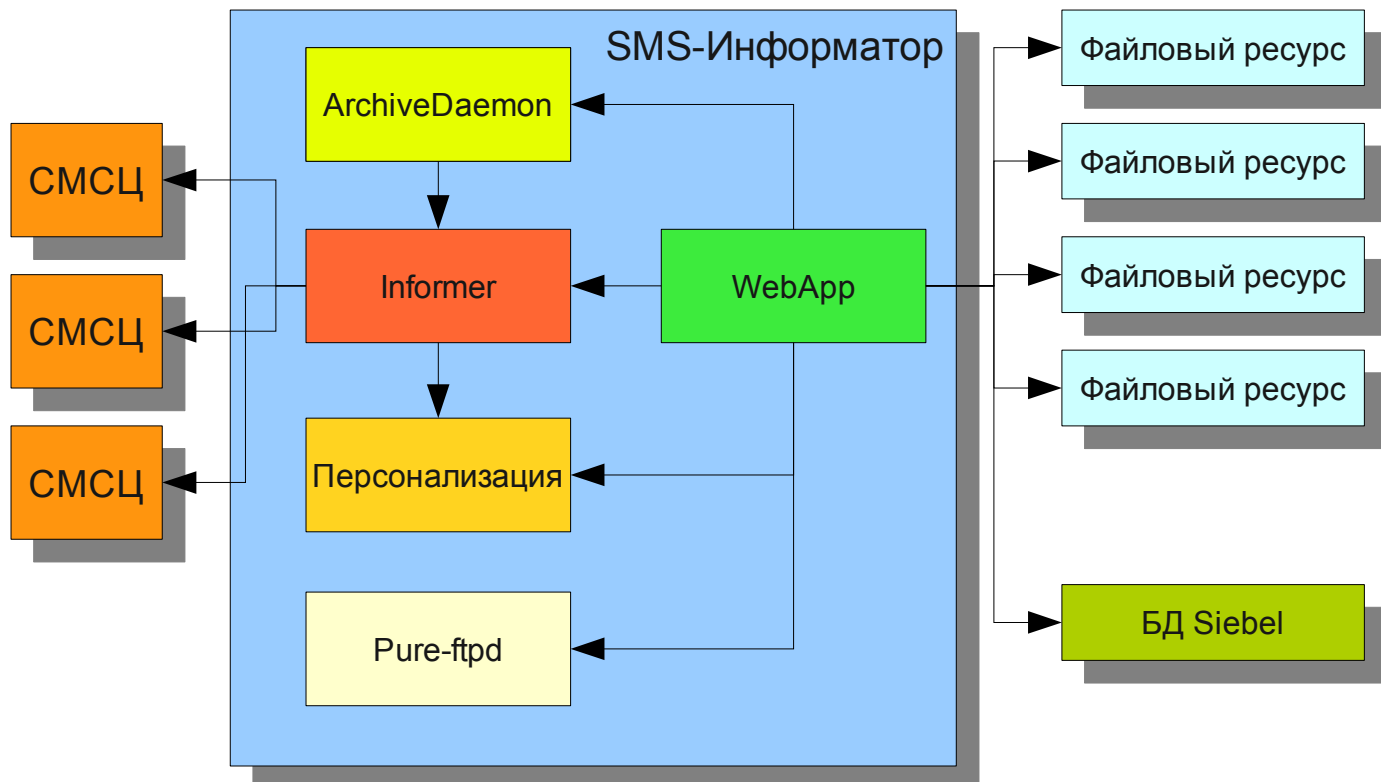 SMS-Информатор
ArchiveDaemon
Informer
WebApp
Персонализация
Pure-ftpd
СМСЦ
СМСЦ
СМСЦ
Файловый ресурс
Файловый ресурс
Файловый ресурс
Файловый ресурс
БД Siebel